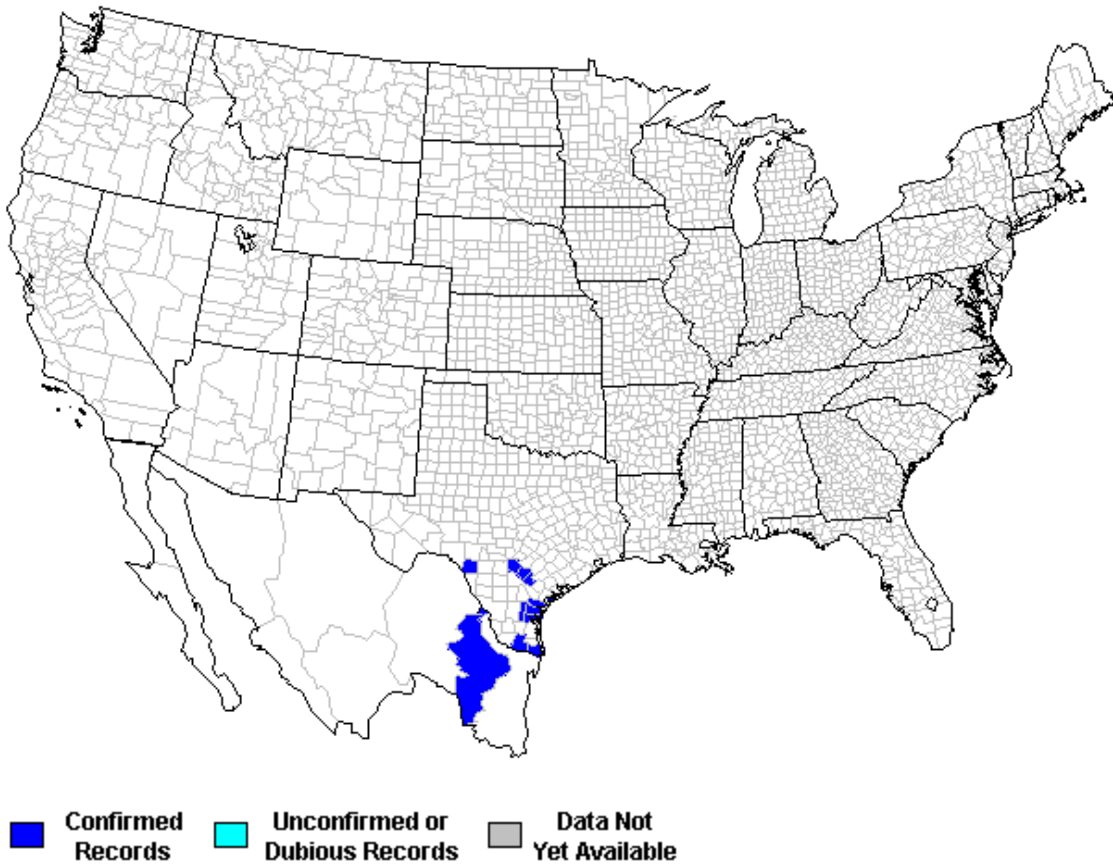 Confirmed
Records
Unconfirmed or
Dubious Records
Data Not
Yet Available